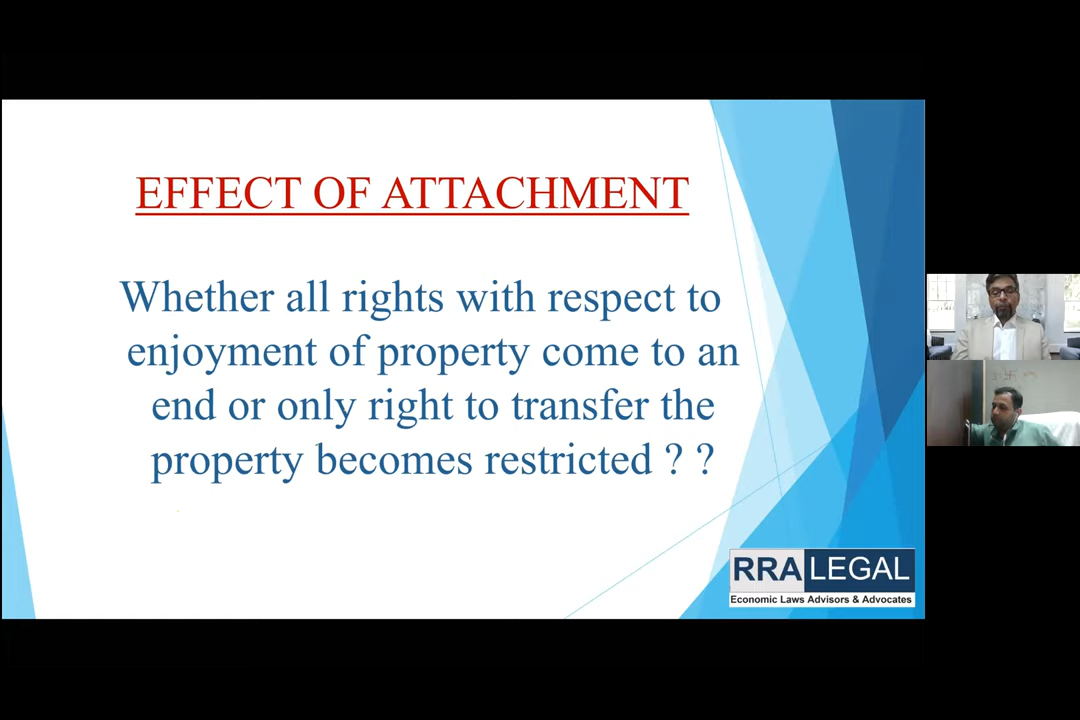 EFFECT OF ATTACHMENT
Whether all rights with respect to
enjoyment of property come to an
end or only right to transfer the
property becomes restricted ? ?
RRA LEGAL
Economic Laws Advisors & Advocates